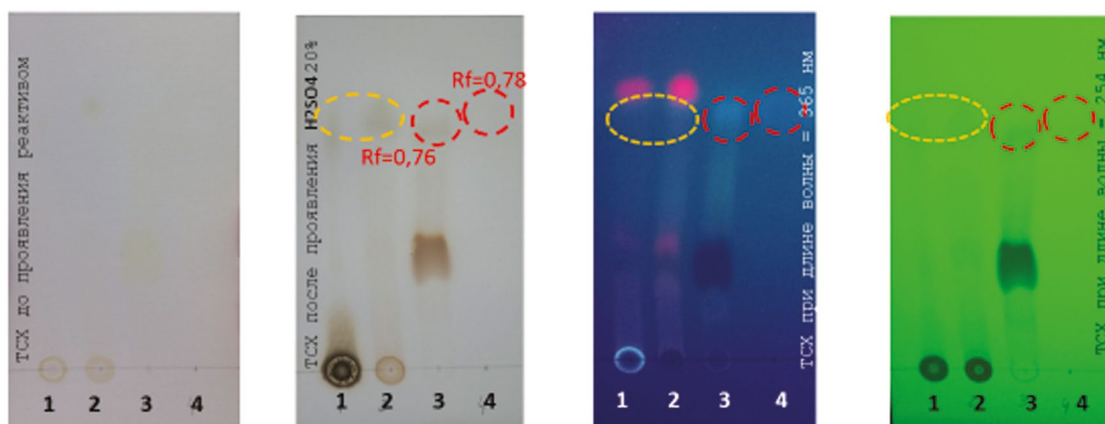 ТСХ до проявления реактивом
1 2 3 4
ТСХ после проявления H2SO4 20%
Rf=0,78
Rf=0,76
1 2 3 4
ТСХ при длине волны = 365 нм
1 2 3 4
ТСХ при длине волны = 254 нм
1 2 3 4